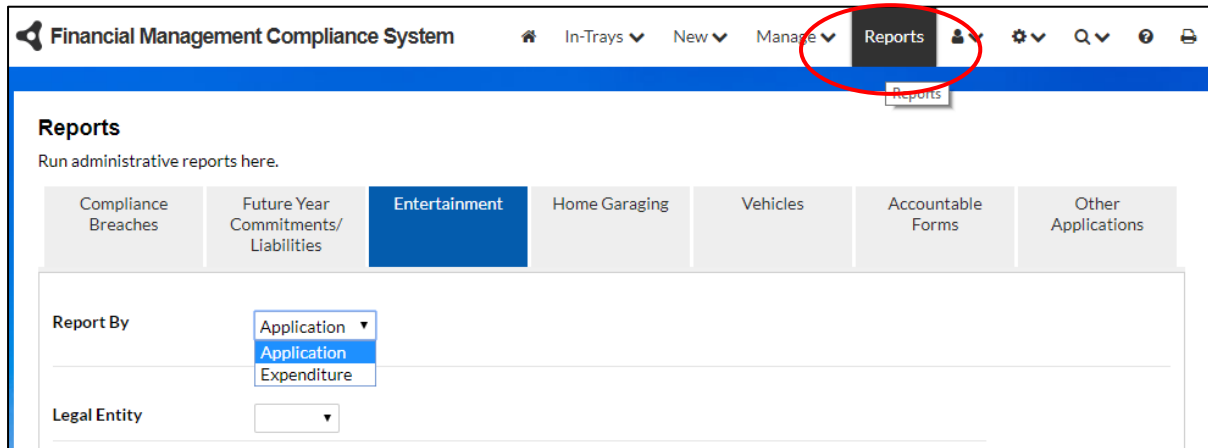 Financial Management Compliance System In-Trays New Manage Reports
Reports
Reports
Run administrative reports here.
Compliance Breaches
Future Year Commitments/ Liabilities
Entertainment
Home Garaging
Vehicles
Accountable Forms
Other Applications
Report By Application
Application
Expenditure
Legal Entity